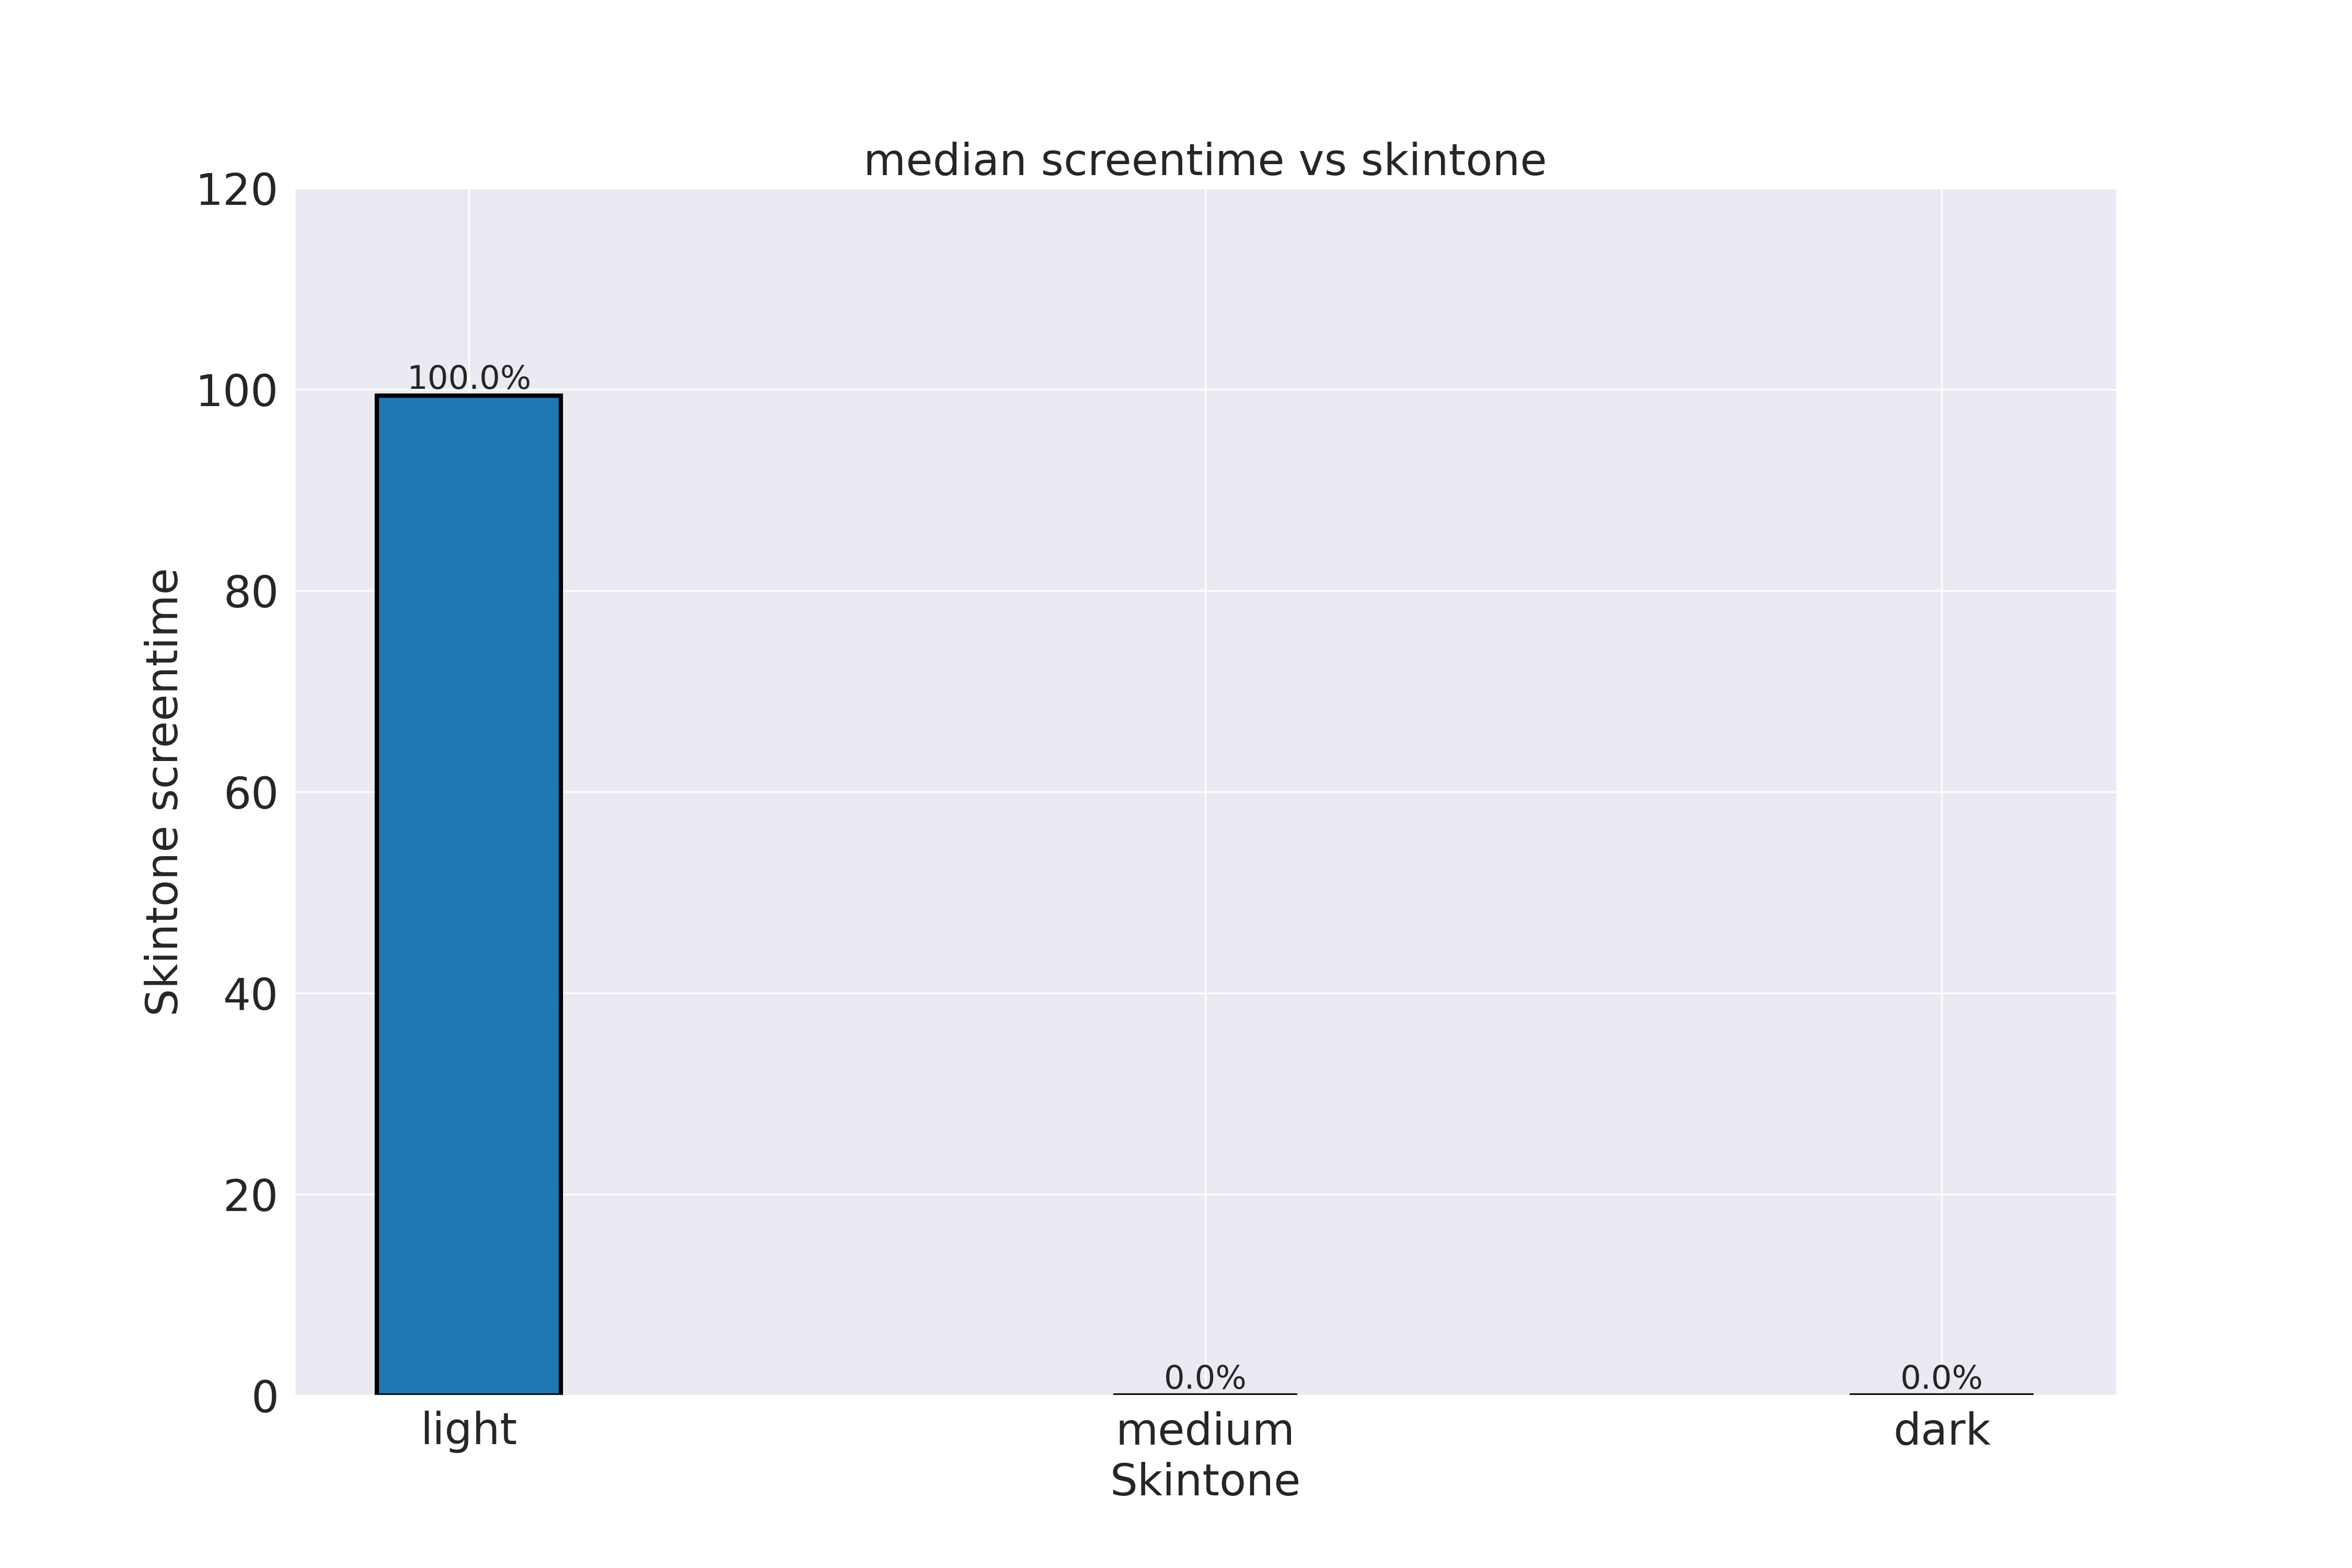 median screentime vs skintone
120
100
80
60
40
20
0
Skintone screentime
100.0%
0.0%
0.0%
light
medium
dark
Skintone